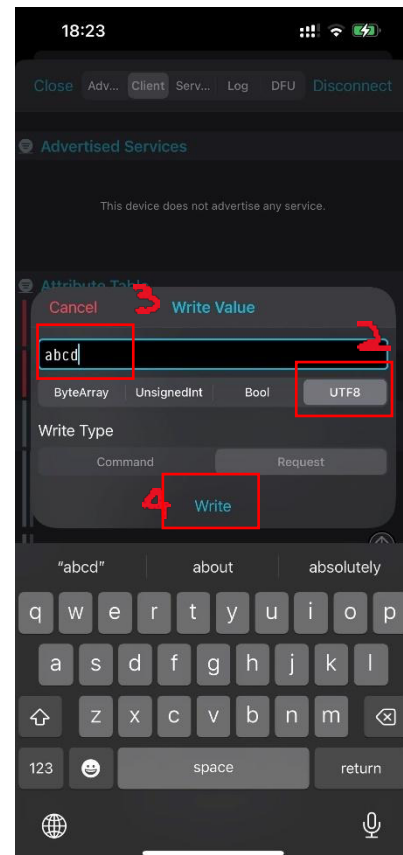 18:23
Close Adv... Client Serv... Log DFU Disconnect
Advertised Services
This device does not advertise any service.
Attribute Table
3
Cancel Write Value
2
abcd
ByteArray UnsignedInt Bool UTF8
Write Type
Command Request
4
Write
“abcd” about absolutely
q w e r t y u i o p
a s d f g h j k l
z x c v b n m
123 space return